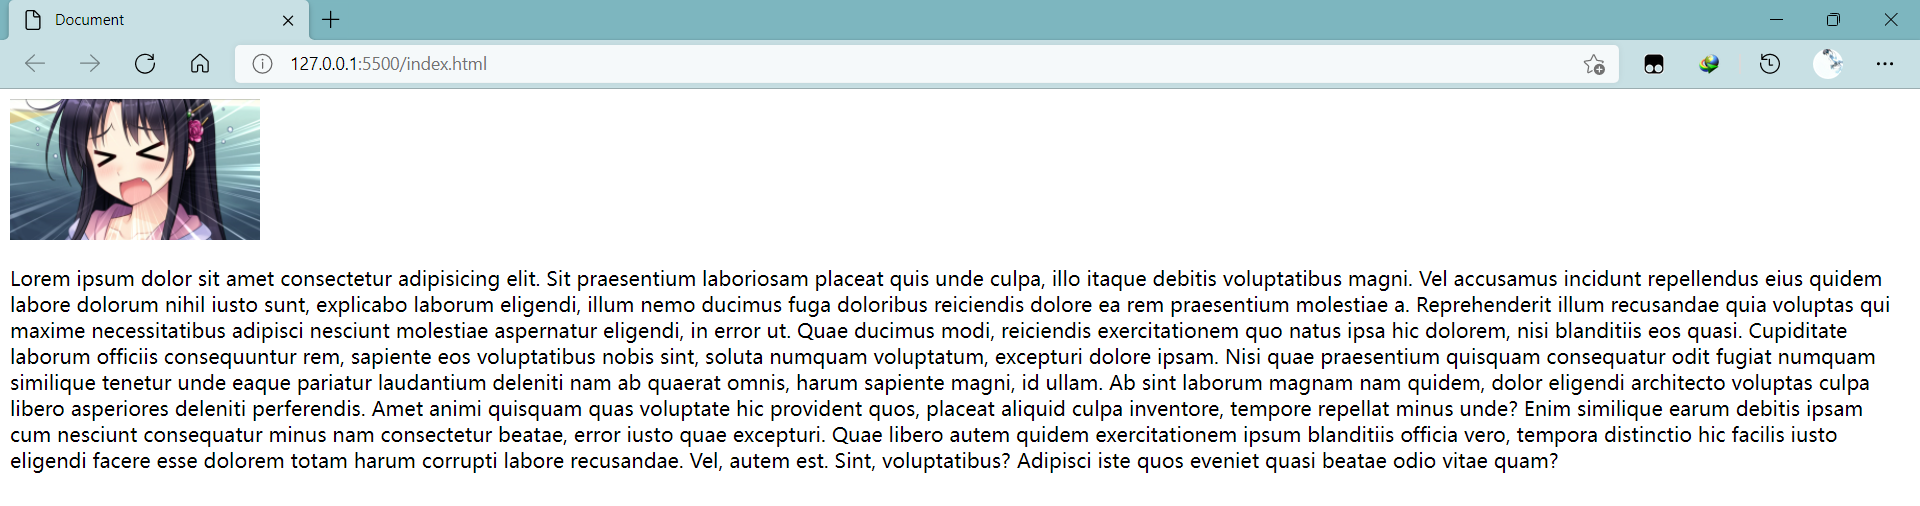 Document
127.0.0.1:5500/index.html
Lorem ipsum dolor sit amet consectetur adipisicing elit. Sit praesentium laboriosam placeat quis unde culpa, illo itaque debitis voluptatibus magni. Vel accusamus incidunt repellendus eius quidem
labore dolorum nihil iusto sunt, explicabo laborum eligendi, illum nemo ducimus fuga doloribus reiciendis dolore ea rem praesentium molestiae a. Reprehenderit illum recusandae quia voluptas qui
maxime necessitatibus adipisci nesciunt molestiae aspernatur eligendi, in error ut. Quae ducimus modi, reiciendis exercitationem quo natus ipsa hic dolorem, nisi blanditiis eos quasi. Cupiditate
laborum officiis consequuntur rem, sapiente eos voluptatibus nobis sint, soluta numquam voluptatum, excepturi dolore ipsam. Nisi quae praesentium quisquam consequatur odit fugiat numquam
similique tenetur unde eaque pariatur laudantium deleniti nam ab quaerat omnis, harum sapiente magni, id ullam. Ab sint laborum magnam nam quidem, dolor eligendi architecto voluptas culpa
libero asperiores deleniti perferendis. Amet animi quisquam quas voluptate hic provident quos, placeat aliquid culpa inventore, tempore repellat minus unde? Enim similique earum debitis ipsam
cum nesciunt consequatur minus nam consectetur beatae, error iusto quae excepturi. Quae libero autem quidem exercitationem ipsum blanditiis officia vero, tempora distinctio hic facilis iusto
eligendi facere esse dolorem totam harum corrupti labore recusandae. Vel, autem est. Sint, voluptatibus? Adipisci iste quos eveniet quasi beatae odio vitae quam?